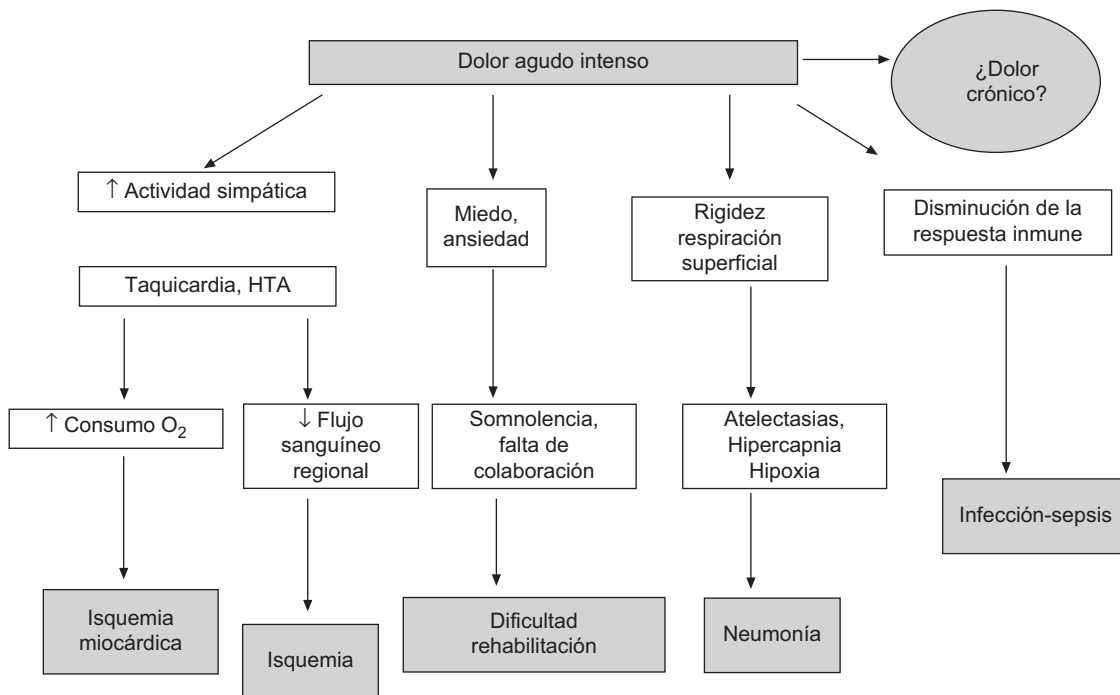 Dolor agudo intenso
¿Dolor
crónico?
↑ Actividad simpática
Miedo,
ansiedad
Rigidez
respiración
superficial
Disminución de la
respuesta inmune
Taquicardia, HTA
↑ Consumo O₂
↓ Flujo
sanguíneo
regional
Somnolencia,
falta de
colaboración
Atelectasias,
Hipercapnia
Hipoxia
Infección-sepsis
Isquemia
miocárdica
Isquemia
Dificultad
rehabilitación
Neumonía